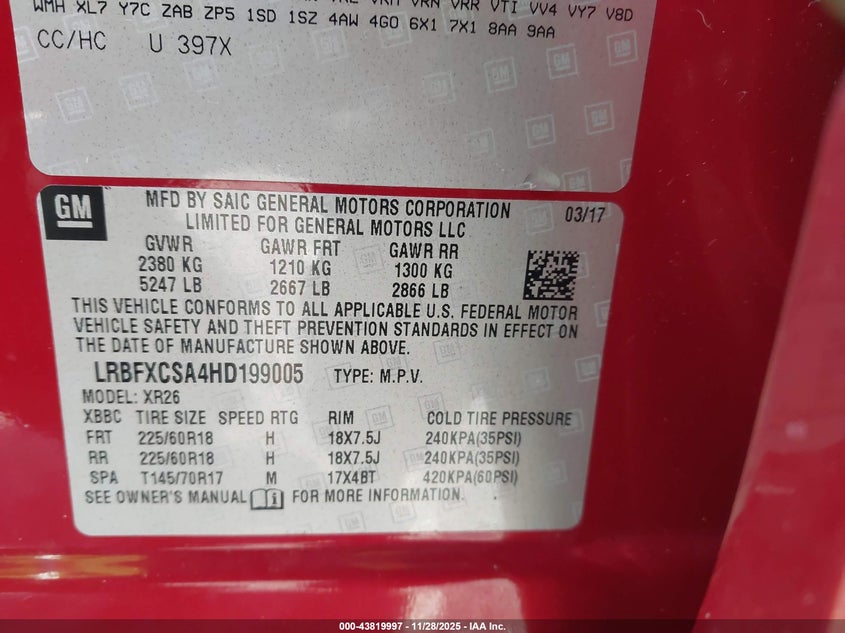 WMH XL7 Y7C ZAB ZP5 1SD 1SZ 4AW 4G0 6X1 7X1 8AA 9AA
VRN VRR VTI VV4 VY7 V8D
CC/HC U 397X
GM
MFD BY SAIC GENERAL MOTORS CORPORATION 03/17
LIMITED FOR GENERAL MOTORS LLC
GVWR GAWR FRT GAWR RR
2380 KG 1210 KG 1300 KG
5247 LB 2667 LB 2866 LB
THIS VEHICLE CONFORMS TO ALL APPLICABLE U.S. FEDERAL MOTOR
VEHICLE SAFETY AND THEFT PREVENTION STANDARDS IN EFFECT ON
THE DATE OF MANUFACTURE SHOWN ABOVE.
LRBFXCSA4HD199005 TYPE: M.P.V.
MODEL: XR26
XBBC TIRE SIZE SPEED RTG RIM COLD TIRE PRESSURE
FRT 225/60R18 H 18X7.5J 240KPA(35PSI)
RR 225/60R18 H 18X7.5J 240KPA(35PSI)
SPA T145/70R17 M 17X4BT 420KPA(60PSI)
SEE OWNER'S MANUAL FOR MORE INFORMATION.
000-43819997 - 11/28/2025 - IAA Inc.